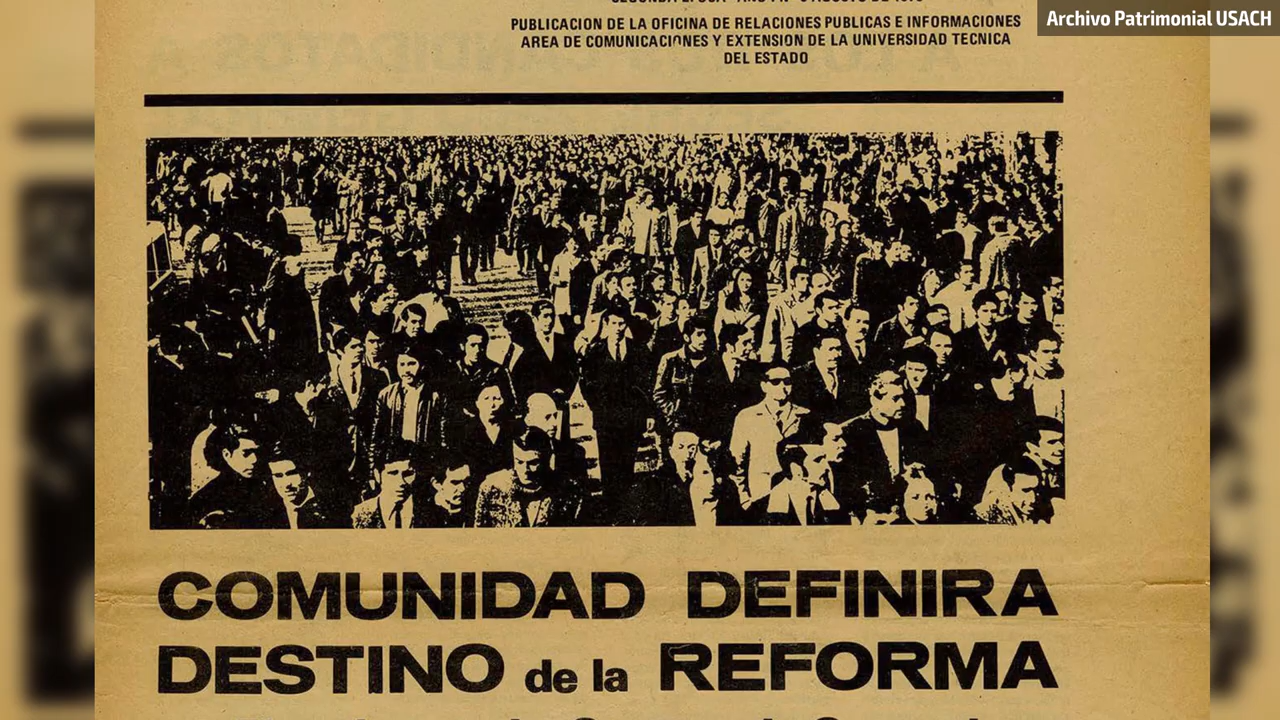 Archivo Patrimonial USACH
PUBLICACION DE LA OFICINA DE RELACIONES PUBLICAS E INFORMACIONES
AREA DE COMUNICACIONES Y EXTENSION DE LA UNIVERSIDAD TECNICA
DEL ESTADO
COMUNIDAD DEFINIRA
DESTINO de la REFORMA